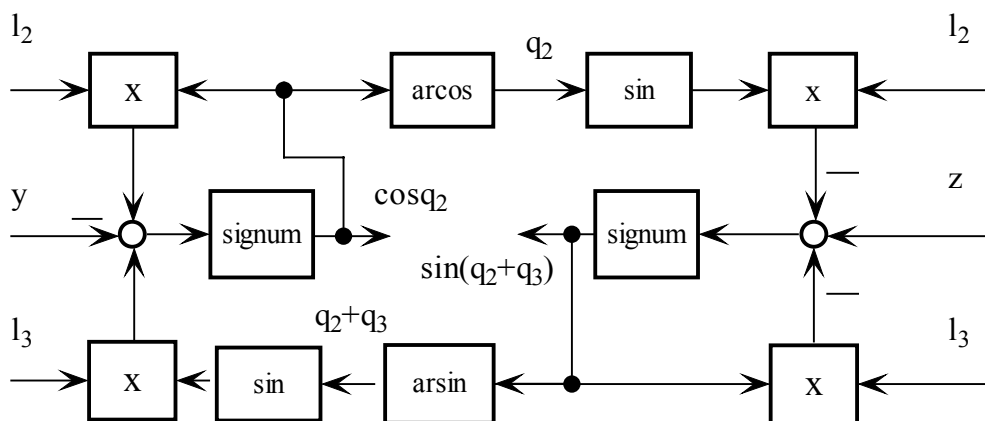 l₂ q₂ l₂
x arcos sin x
y — cosq₂ — z
signum signum
sin(q₂+q₃)
l₃ q₂+q₃ — l₃
x sin arsin x